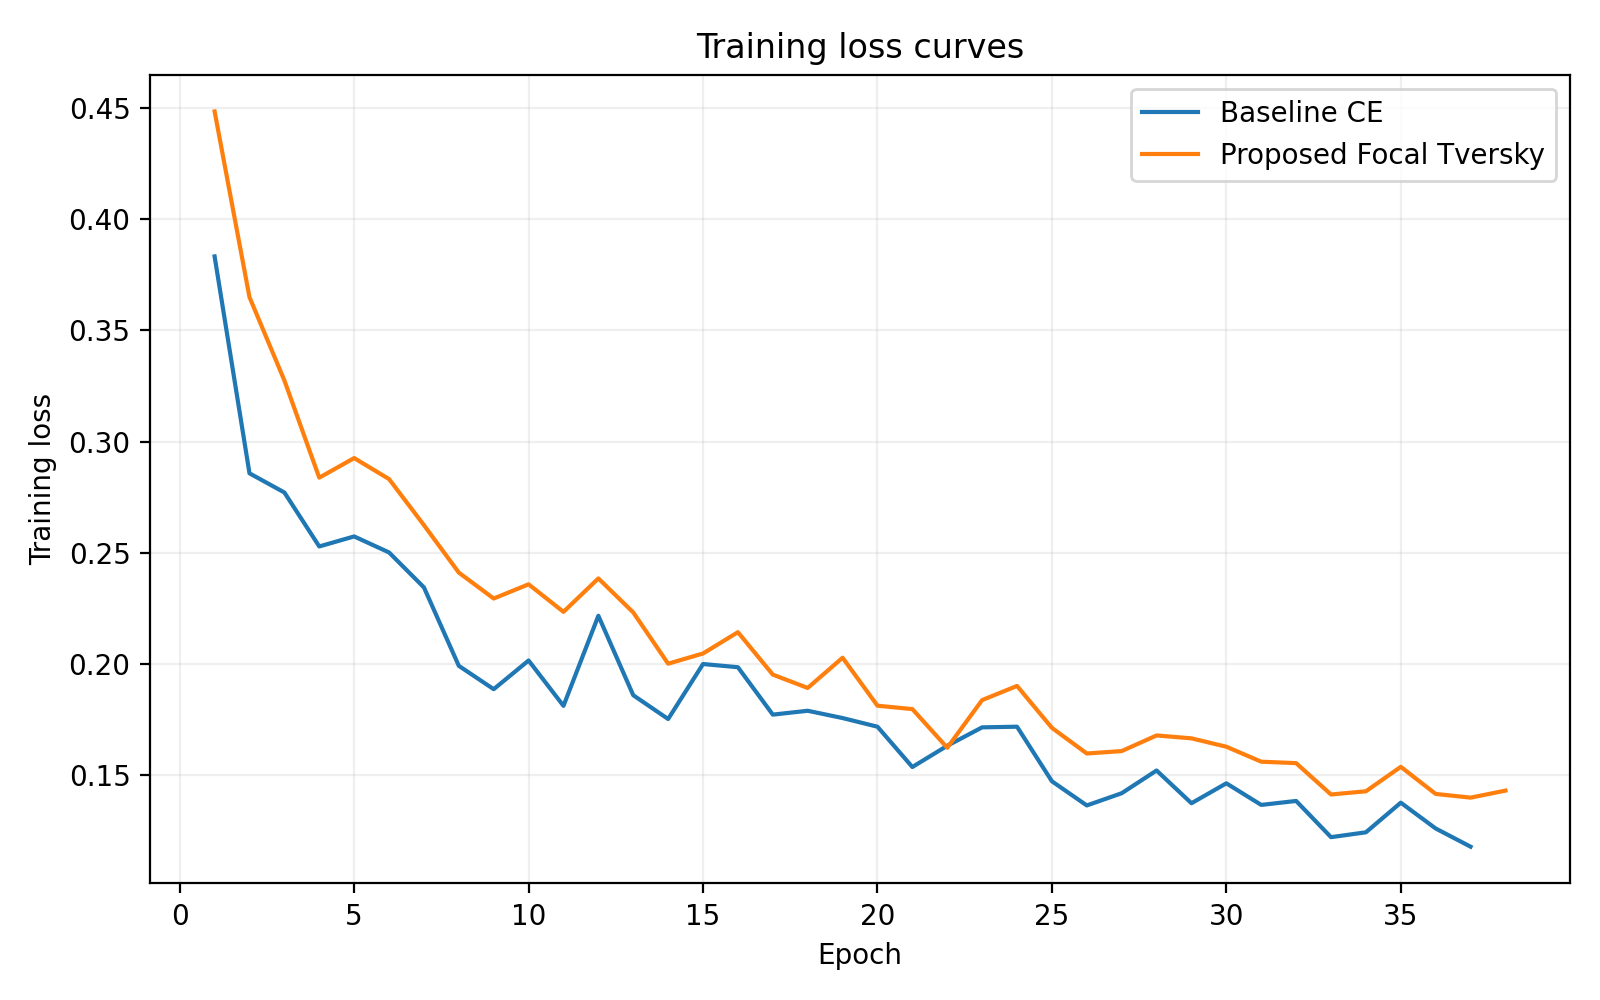 Training loss curves
Baseline CE
Proposed Focal Tversky
Training loss
0.45
0.40
0.35
0.30
0.25
0.20
0.15
0 5 10 15 20 25 30 35
Epoch